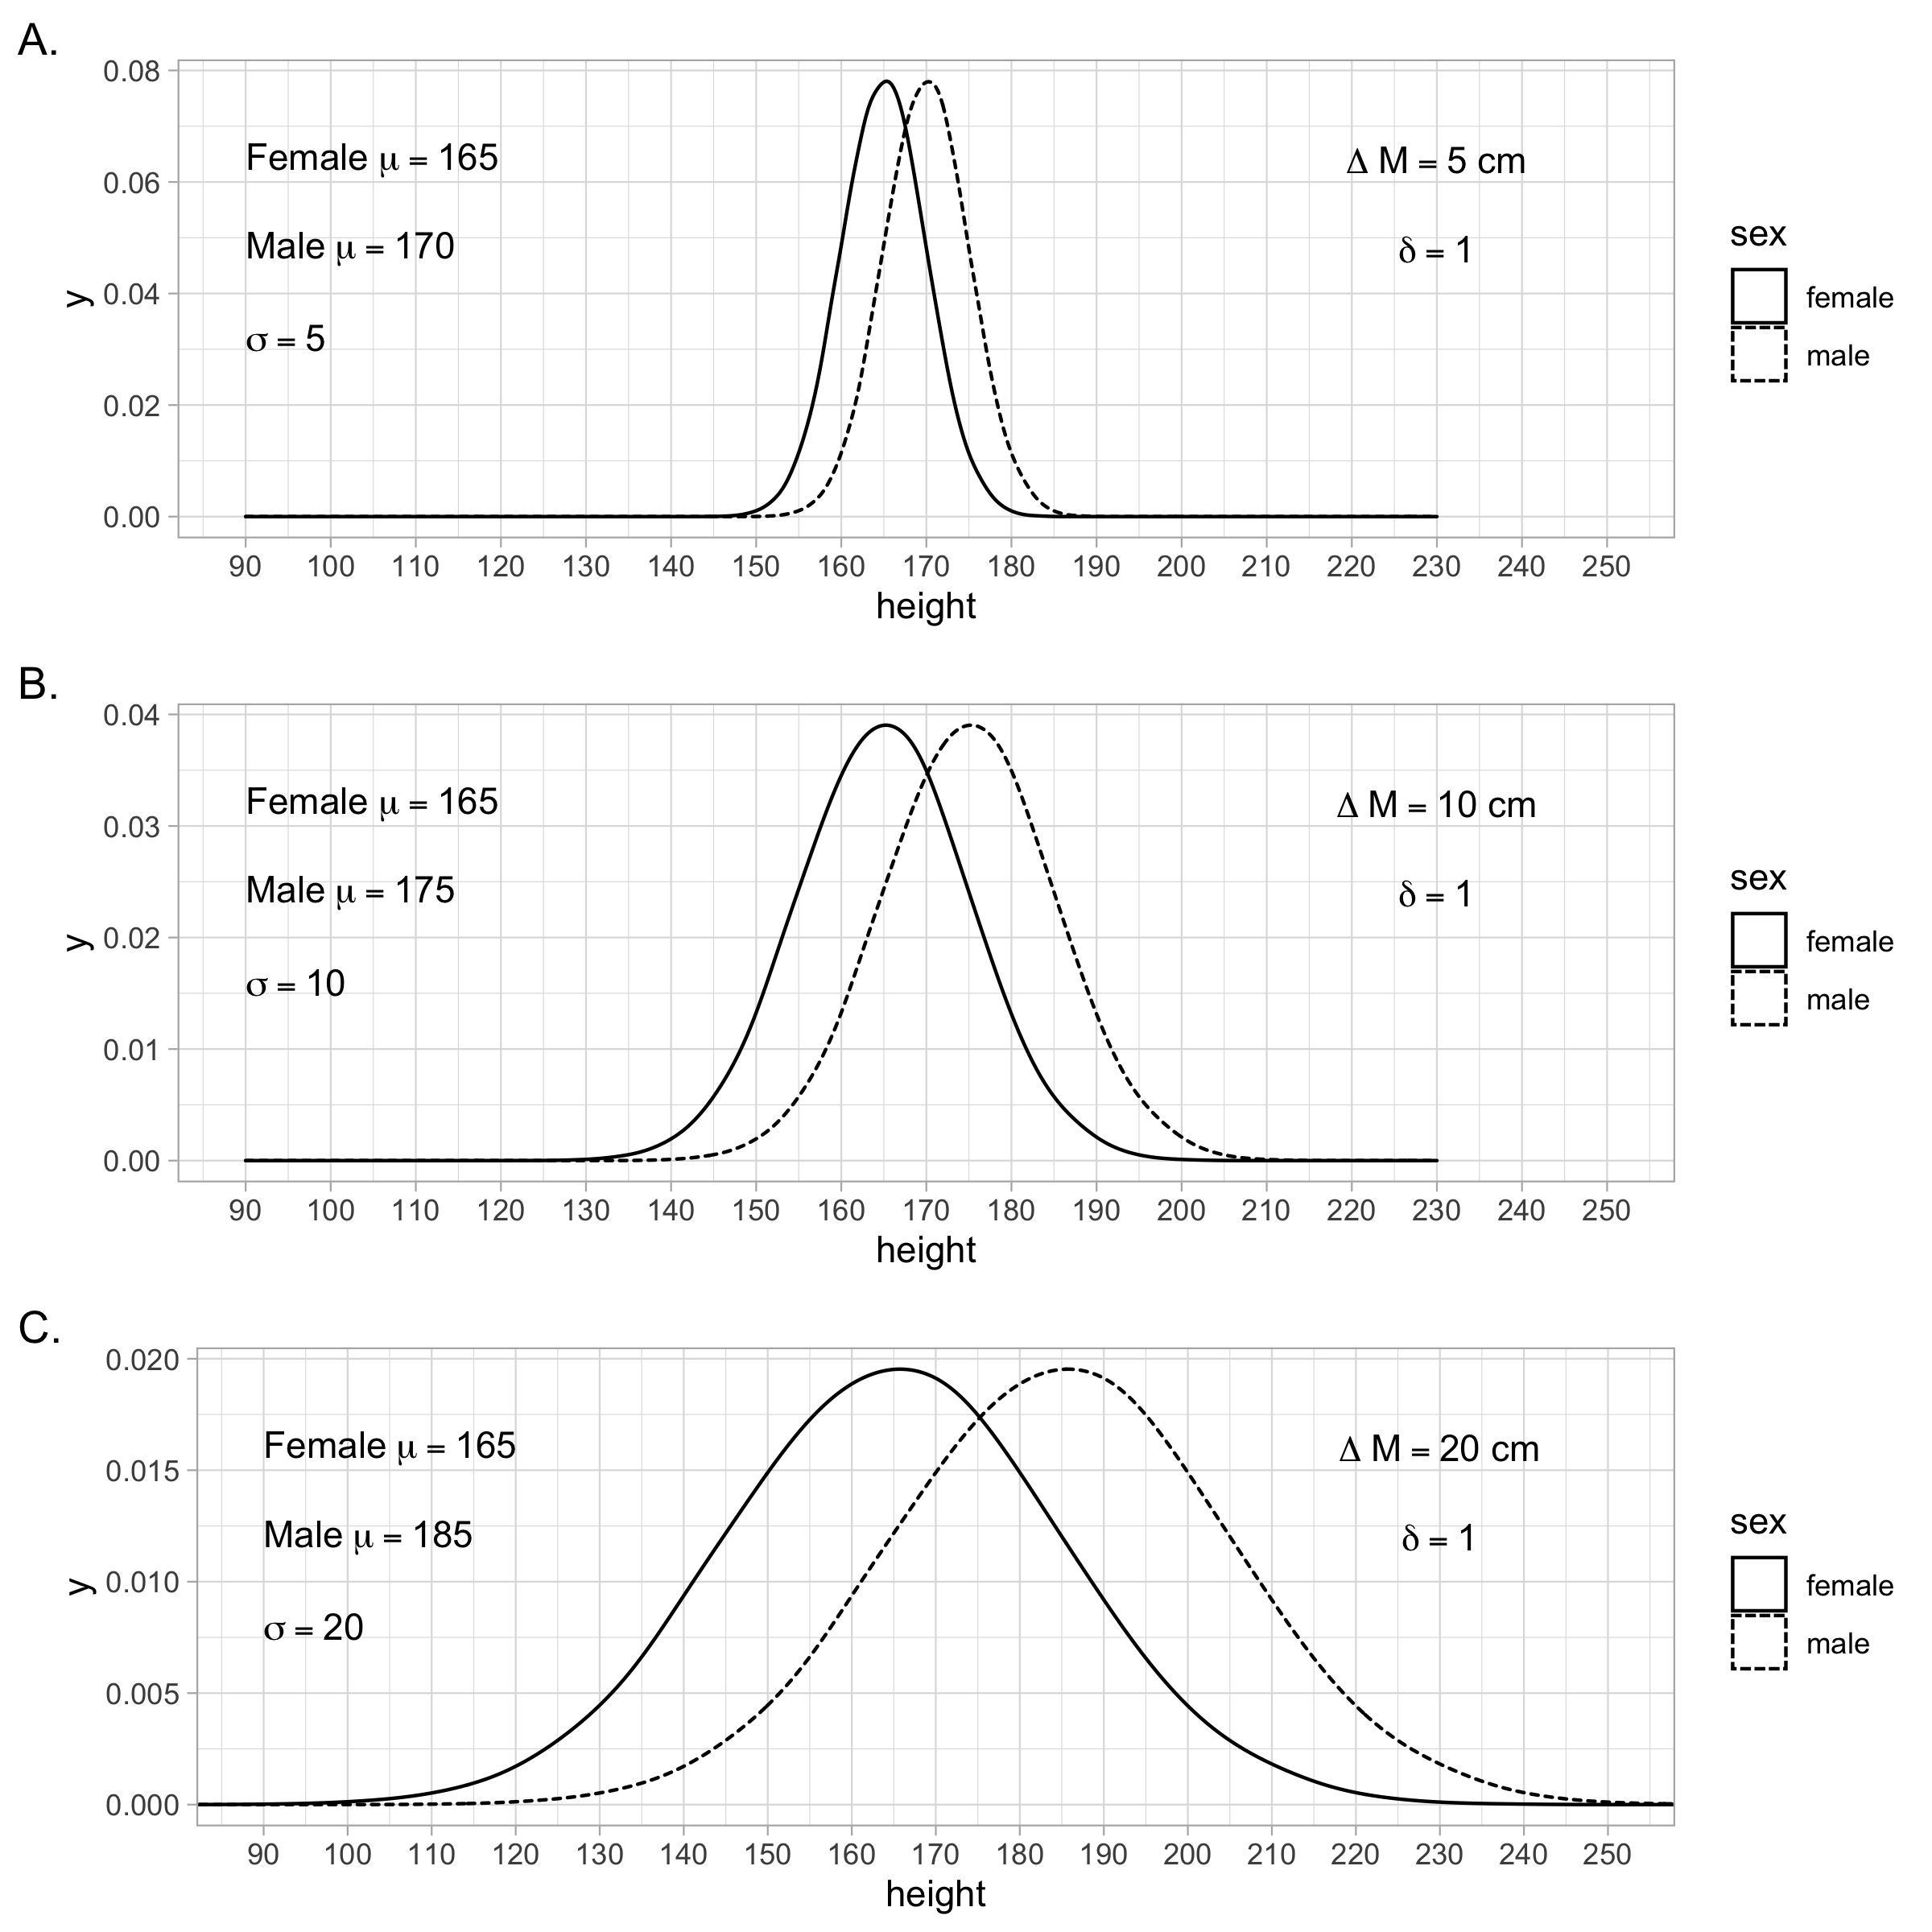 A.
0.08
0.06
0.04
0.02
0.00
y
Female μ = 165
Male μ = 170
σ = 5
Δ M = 5 cm
δ = 1
90 100 110 120 130 140 150 160 170 180 190 200 210 220 230 240 250
height
sex
female
male
B.
0.04
0.03
0.02
0.01
0.00
y
Female μ = 165
Male μ = 175
σ = 10
Δ M = 10 cm
δ = 1
90 100 110 120 130 140 150 160 170 180 190 200 210 220 230 240 250
height
sex
female
male
C.
0.020
0.015
0.010
0.005
0.000
y
Female μ = 165
Male μ = 185
σ = 20
Δ M = 20 cm
δ = 1
90 100 110 120 130 140 150 160 170 180 190 200 210 220 230 240 250
height
sex
female
male